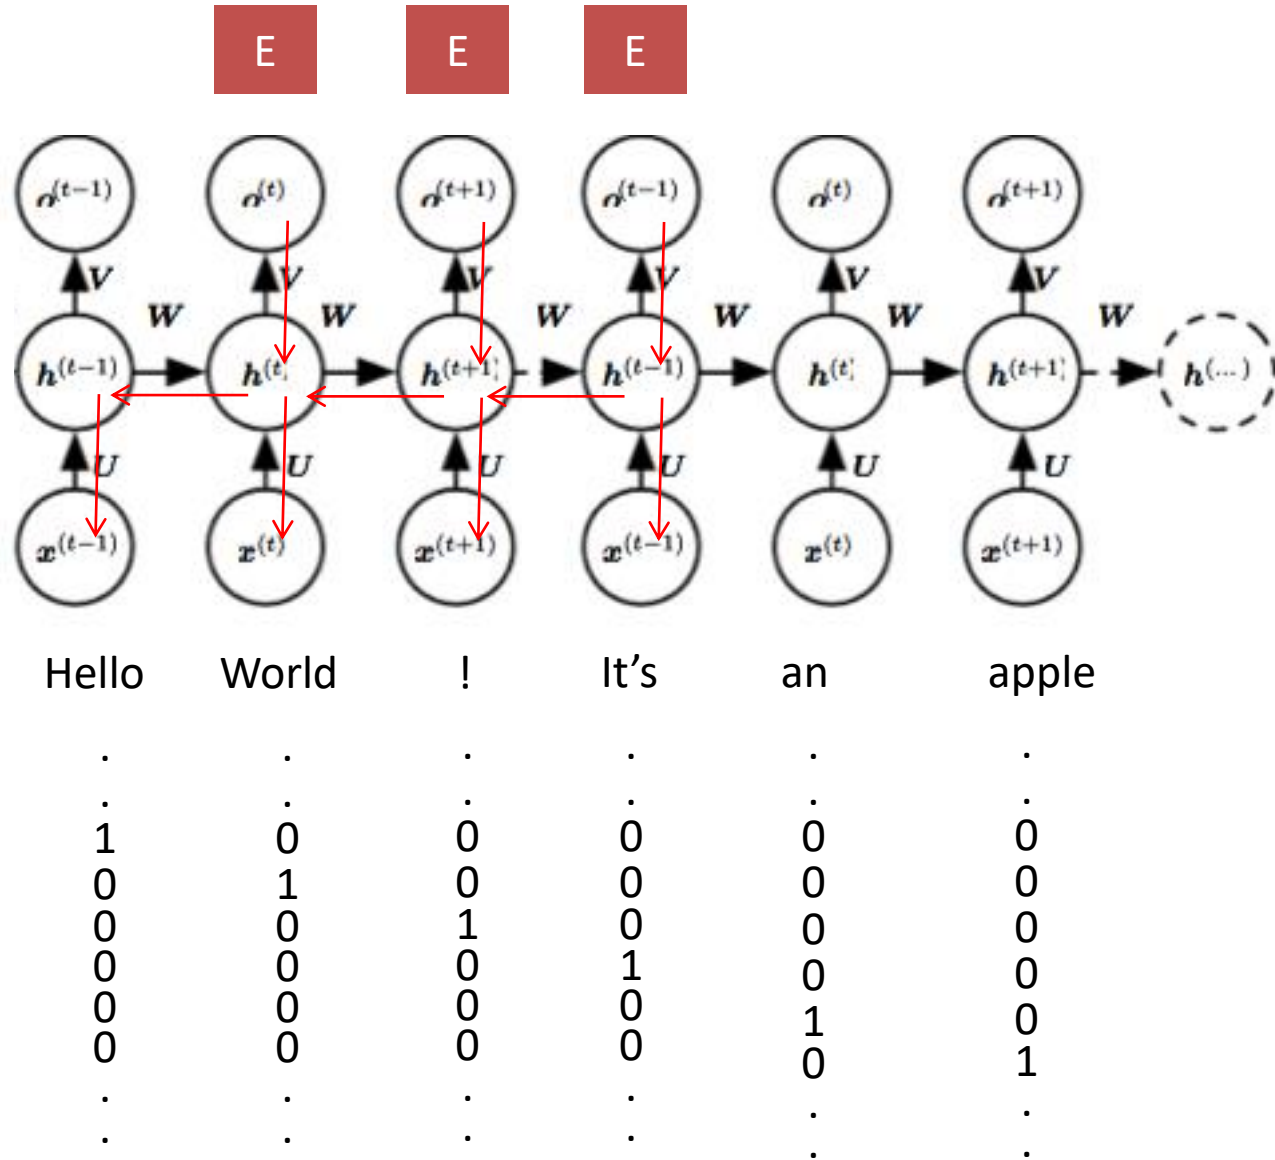 E E E
o(t−1) o(t) o(t+1) o(t−1) o(t) o(t+1)
V V V V V V
W W W W W W
h(t−1) h(t) h(t+1) h(t−1) h(t) h(t+1) h(...)
U U U U U U
x(t−1) x(t) x(t+1) x(t−1) x(t) x(t+1)
Hello World ! It’s an apple
. . . . . .
. . . . . .
1 0 0 0 0 0
0 1 0 0 0 0
0 0 1 0 0 0
0 0 0 1 0 0
0 0 0 0 1 0
0 0 0 0 0 1
. . . . . .
. . . . . .